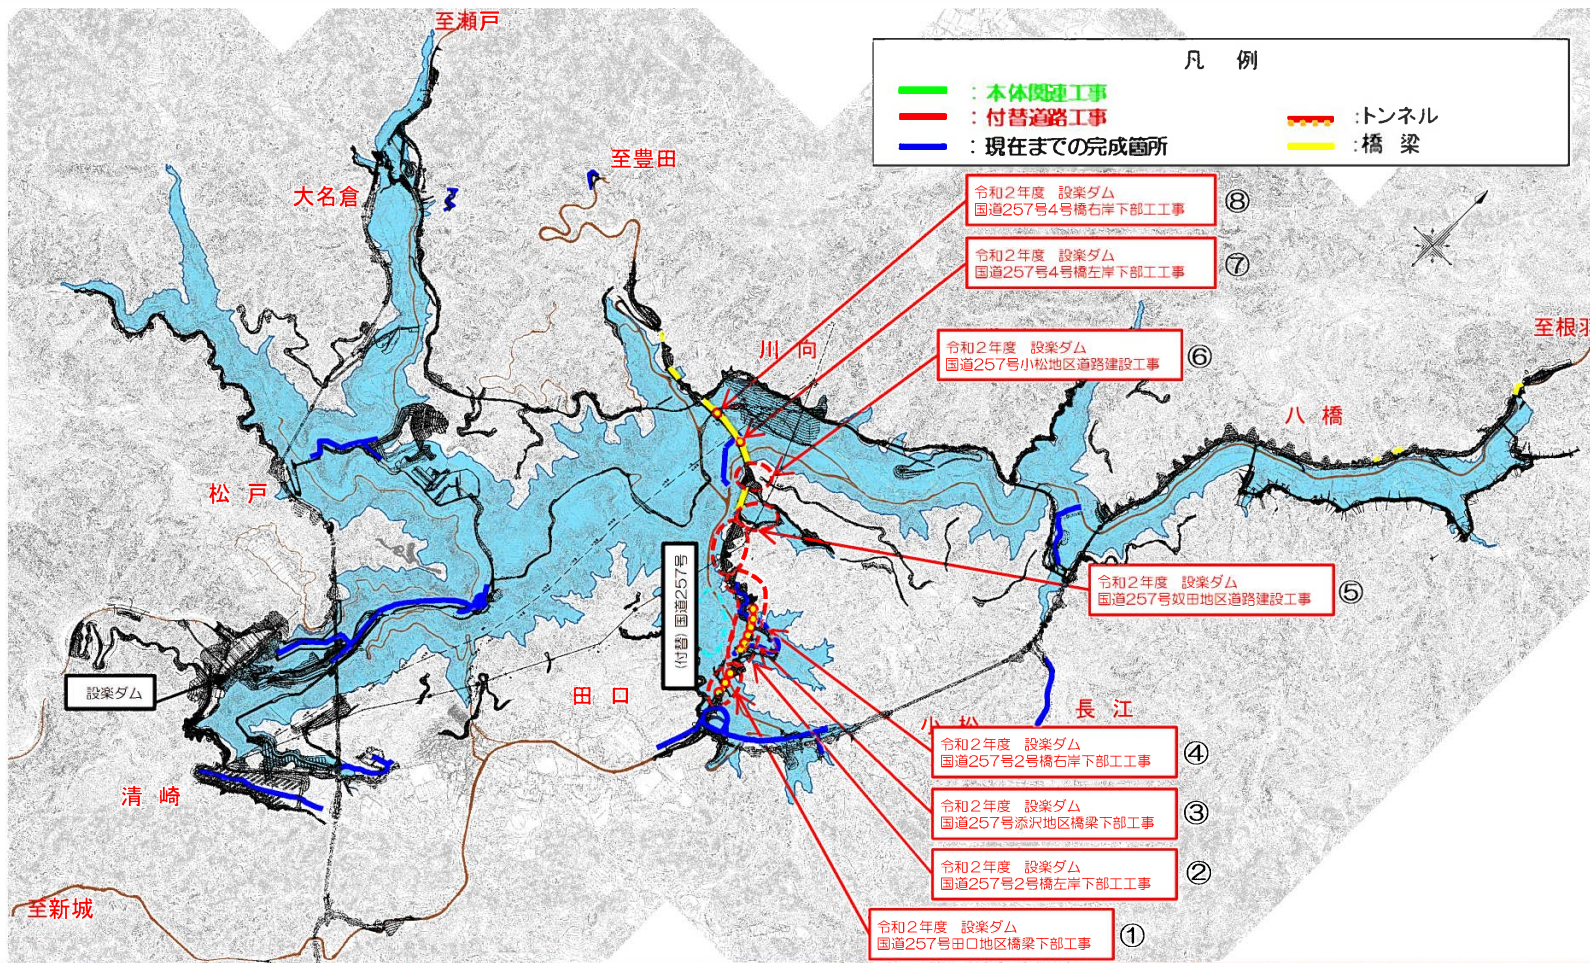 至瀬戸
凡　例
：本体関連工事
：付替道路工事
：現在までの完成箇所
：トンネル
：橋　梁
至豊田
大名倉
令和２年度　設楽ダム
国道257号4号橋右岸下部工工事
⑧
令和２年度　設楽ダム
国道257号4号橋左岸下部工工事
⑦
川　向
令和２年度　設楽ダム
国道257号小松地区道路建設工事
⑥
至根羽
八　橋
松　戸
(付替) 国道257号
令和２年度　設楽ダム
国道257号奴田地区道路建設工事
⑤
設楽ダム
田　口
小　松
長　江
令和２年度　設楽ダム
国道257号2号橋右岸下部工工事
④
清　崎
令和２年度　設楽ダム
国道257号添沢地区橋梁下部工事
③
令和２年度　設楽ダム
国道257号2号橋左岸下部工工事
②
至新城
令和２年度　設楽ダム
国道257号田口地区橋梁下部工事
①